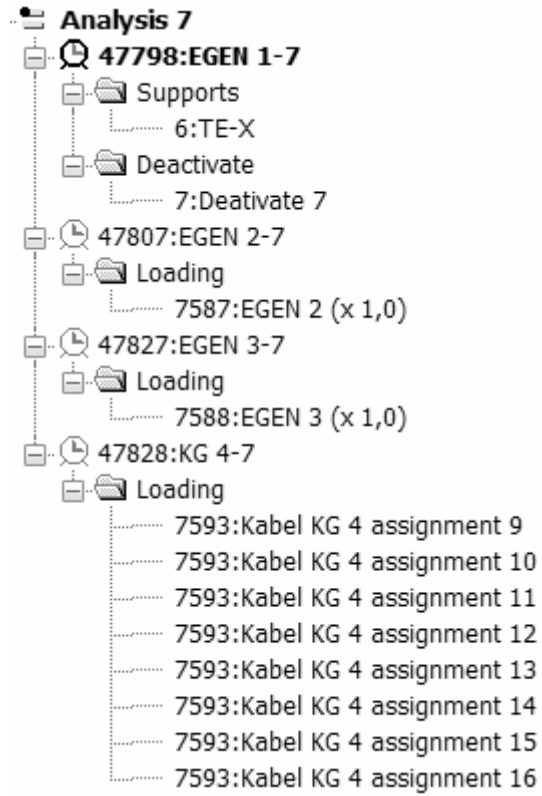 Analysis 7
47798:EGEN 1-7
Supports
6:TE-X
Deactivate
7:Deativate 7
47807:EGEN 2-7
Loading
7587:EGEN 2 (x 1,0)
47827:EGEN 3-7
Loading
7588:EGEN 3 (x 1,0)
47828:KG 4-7
Loading
7593:Kabel KG 4 assignment 9
7593:Kabel KG 4 assignment 10
7593:Kabel KG 4 assignment 11
7593:Kabel KG 4 assignment 12
7593:Kabel KG 4 assignment 13
7593:Kabel KG 4 assignment 14
7593:Kabel KG 4 assignment 15
7593:Kabel KG 4 assignment 16